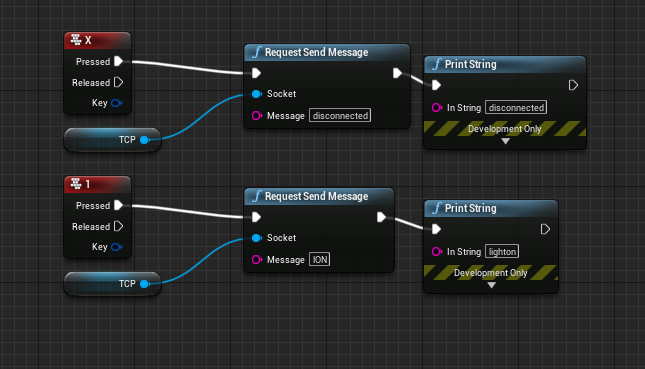 X
Pressed
Released
Key
TCP
f Request Send Message
Socket
Message disconnected
f Print String
In String disconnected
Development Only
1
Pressed
Released
Key
TCP
f Request Send Message
Socket
Message lON
f Print String
In String lighton
Development Only